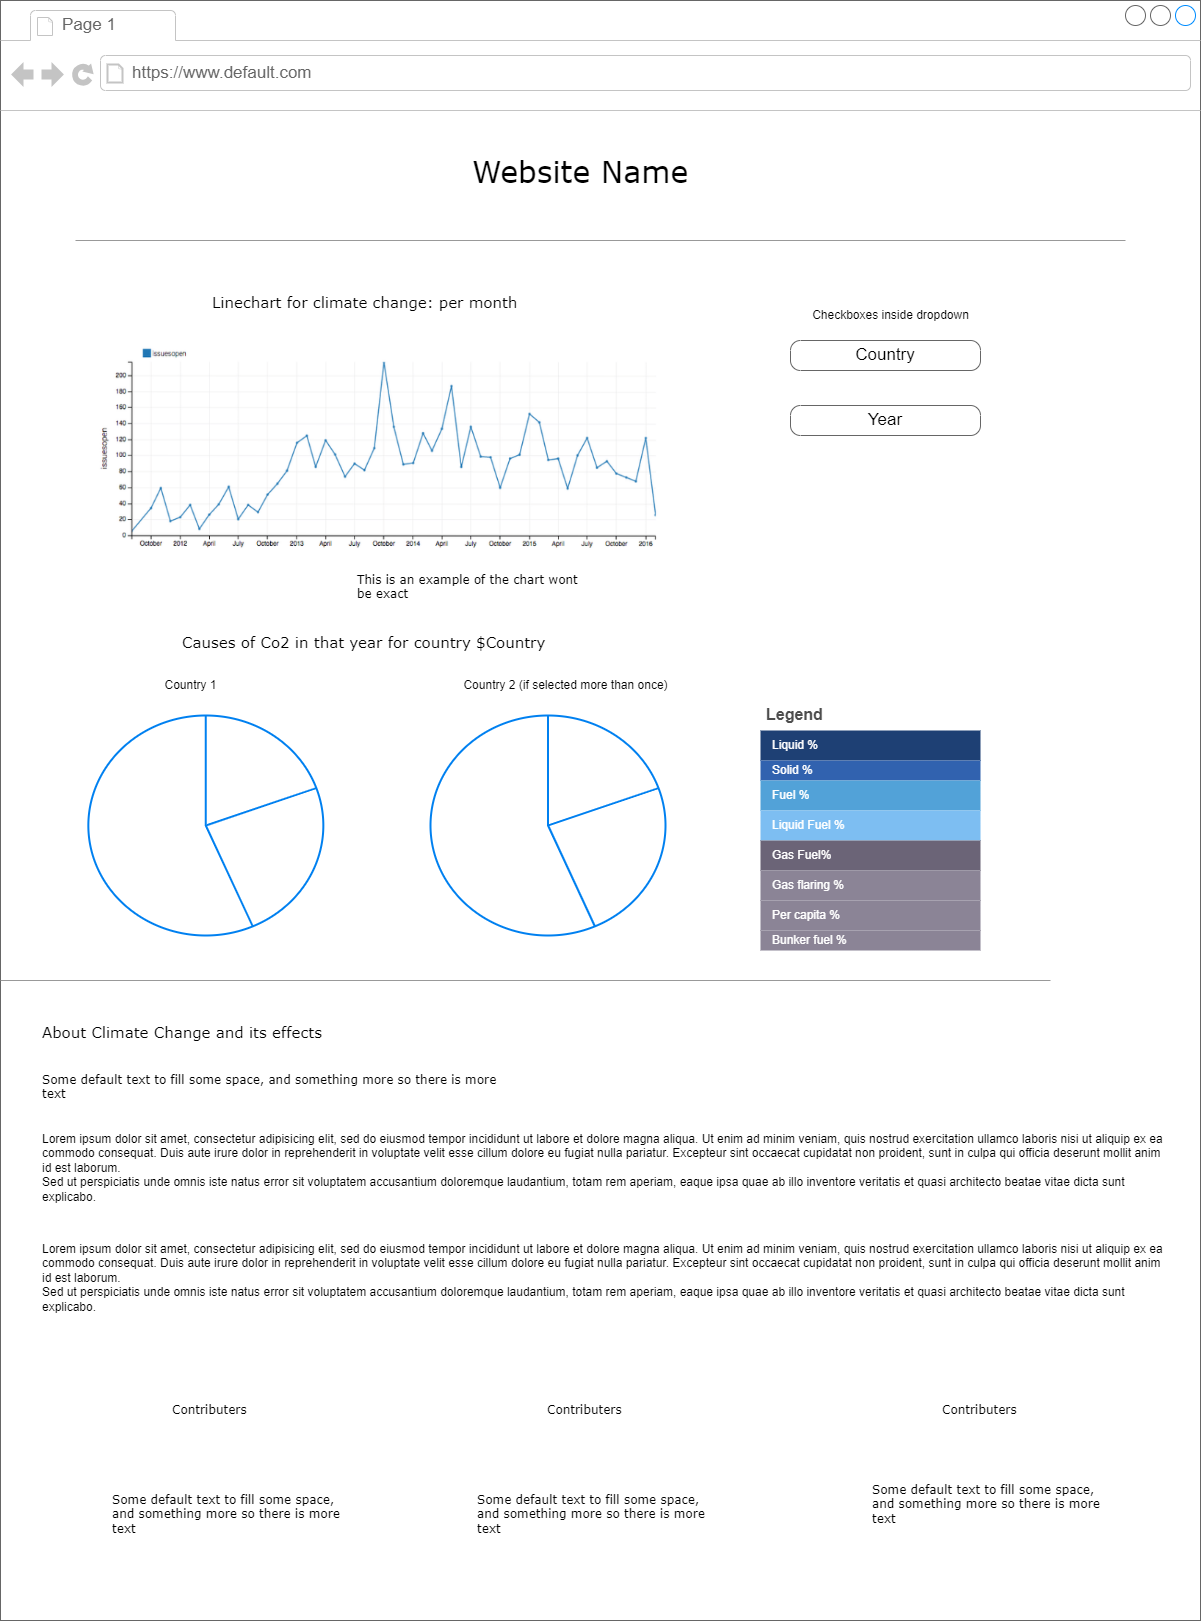 Page 1
https://www.default.com
Website Name
Linechart for climate change: per month
Checkboxes inside dropdown
Country
Year
issuesopen
issuesopen
200
180
160
140
120
100
80
60
40
20
0
October 2012 April July October 2013 April July October 2014 April July October 2015 April July October 2016
This is an example of the chart wont
be exact
Causes of Co2 in that year for country $Country
Country 1
Country 2 (if selected more than once)
Legend
Liquid %
Solid %
Fuel %
Liquid Fuel %
Gas Fuel%
Gas flaring %
Per capita %
Bunker fuel %
About Climate Change and its effects
Some default text to fill some space, and something more so there is more
text
Lorem ipsum dolor sit amet, consectetur adipisicing elit, sed do eiusmod tempor incididunt ut labore et dolore magna aliqua. Ut enim ad minim veniam, quis nostrud exercitation ullamco laboris nisi ut aliquip ex ea
commodo consequat. Duis aute irure dolor in reprehenderit in voluptate velit esse cillum dolore eu fugiat nulla pariatur. Excepteur sint occaecat cupidatat non proident, sunt in culpa qui officia deserunt mollit anim
id est laborum.
Sed ut perspiciatis unde omnis iste natus error sit voluptatem accusantium doloremque laudantium, totam rem aperiam, eaque ipsa quae ab illo inventore veritatis et quasi architecto beatae vitae dicta sunt
explicabo.
Lorem ipsum dolor sit amet, consectetur adipisicing elit, sed do eiusmod tempor incididunt ut labore et dolore magna aliqua. Ut enim ad minim veniam, quis nostrud exercitation ullamco laboris nisi ut aliquip ex ea
commodo consequat. Duis aute irure dolor in reprehenderit in voluptate velit esse cillum dolore eu fugiat nulla pariatur. Excepteur sint occaecat cupidatat non proident, sunt in culpa qui officia deserunt mollit anim
id est laborum.
Sed ut perspiciatis unde omnis iste natus error sit voluptatem accusantium doloremque laudantium, totam rem aperiam, eaque ipsa quae ab illo inventore veritatis et quasi architecto beatae vitae dicta sunt
explicabo.
Contributers
Some default text to fill some space,
and something more so there is more
text
Contributers
Some default text to fill some space,
and something more so there is more
text
Contributers
Some default text to fill some space,
and something more so there is more
text